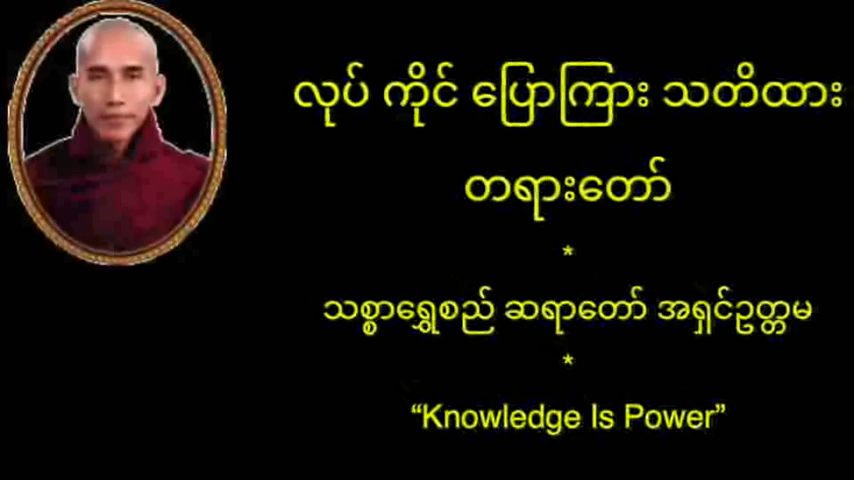 လုပ် ကိုင် ပြောကြား သတိထား
တရားတော်
*
သစ္စာရွှေစည် ဆရာတော် အရှင်ဥတ္တမ
*
“Knowledge Is Power”